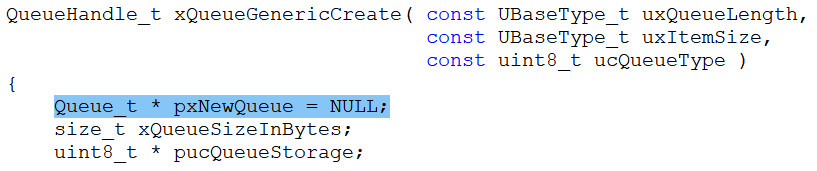 QueueHandle_t xQueueGenericCreate( const UBaseType_t uxQueueLength,
const UBaseType_t uxItemSize,
const uint8_t ucQueueType )
{
Queue_t * pxNewQueue = NULL;
size_t xQueueSizeInBytes;
uint8_t * pucQueueStorage;